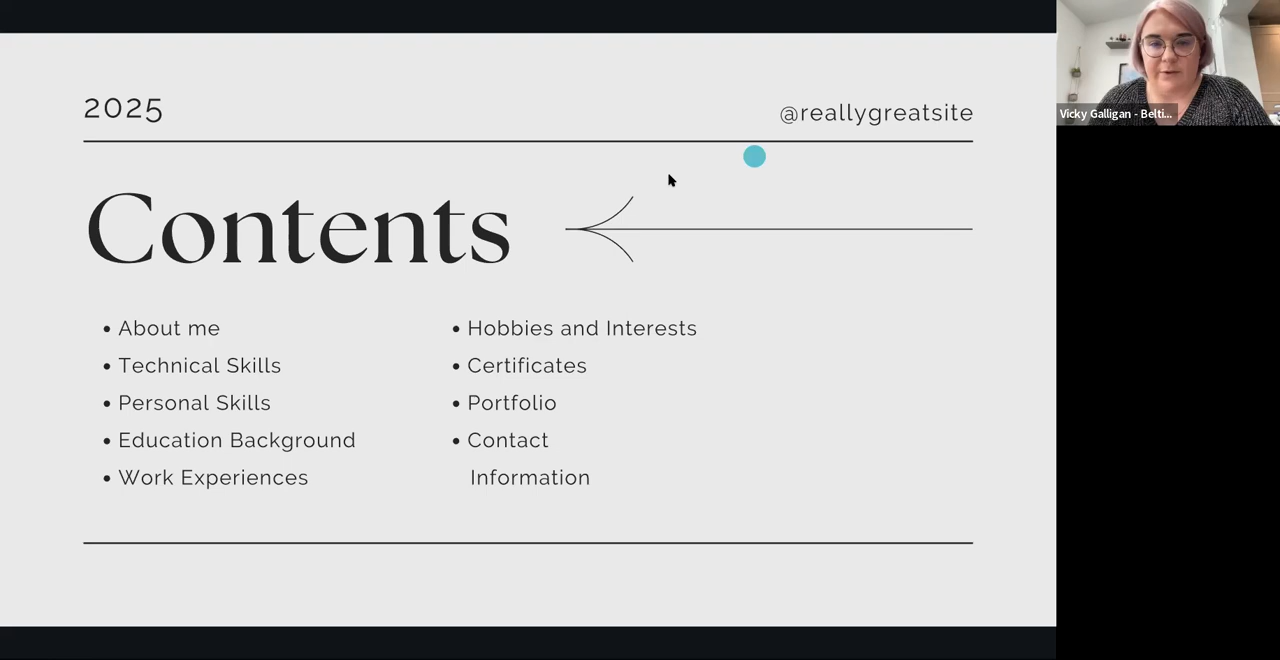 2025
@reallygreatsite
Contents
• About me
• Technical Skills
• Personal Skills
• Education Background
• Work Experiences
• Hobbies and Interests
• Certificates
• Portfolio
• Contact
Information
Vicky Galligan - Belti...